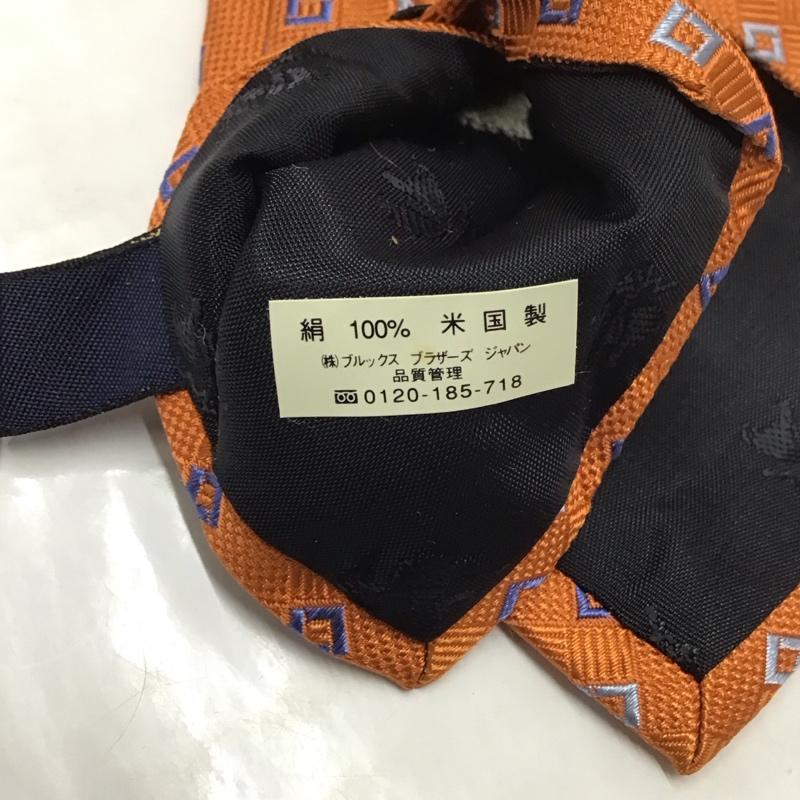 絹 100% 米国製
㈱ブルックス ブラザーズ ジャパン
品質管理
0120-185-718